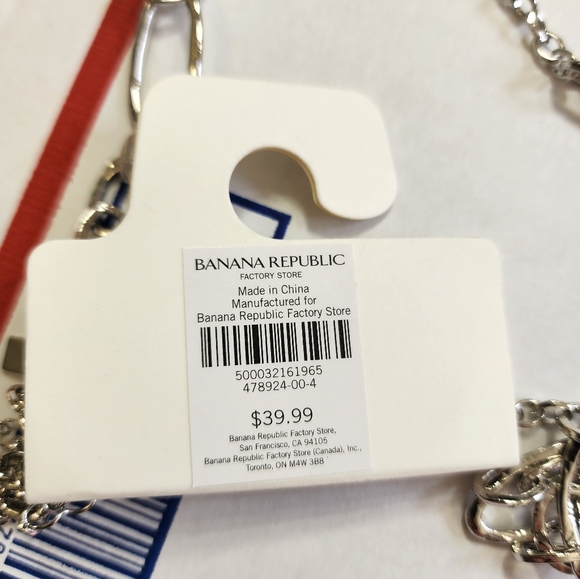 BANANA REPUBLIC
FACTORY STORE
Made in China
Manufactured for
Banana Republic Factory Store
500032161965
478924-00-4
$39.99
Banana Republic Factory Store,
San Francisco, CA 94105
Banana Republic Factory Store (Canada), Inc.,
Toronto, ON M4W 3B8